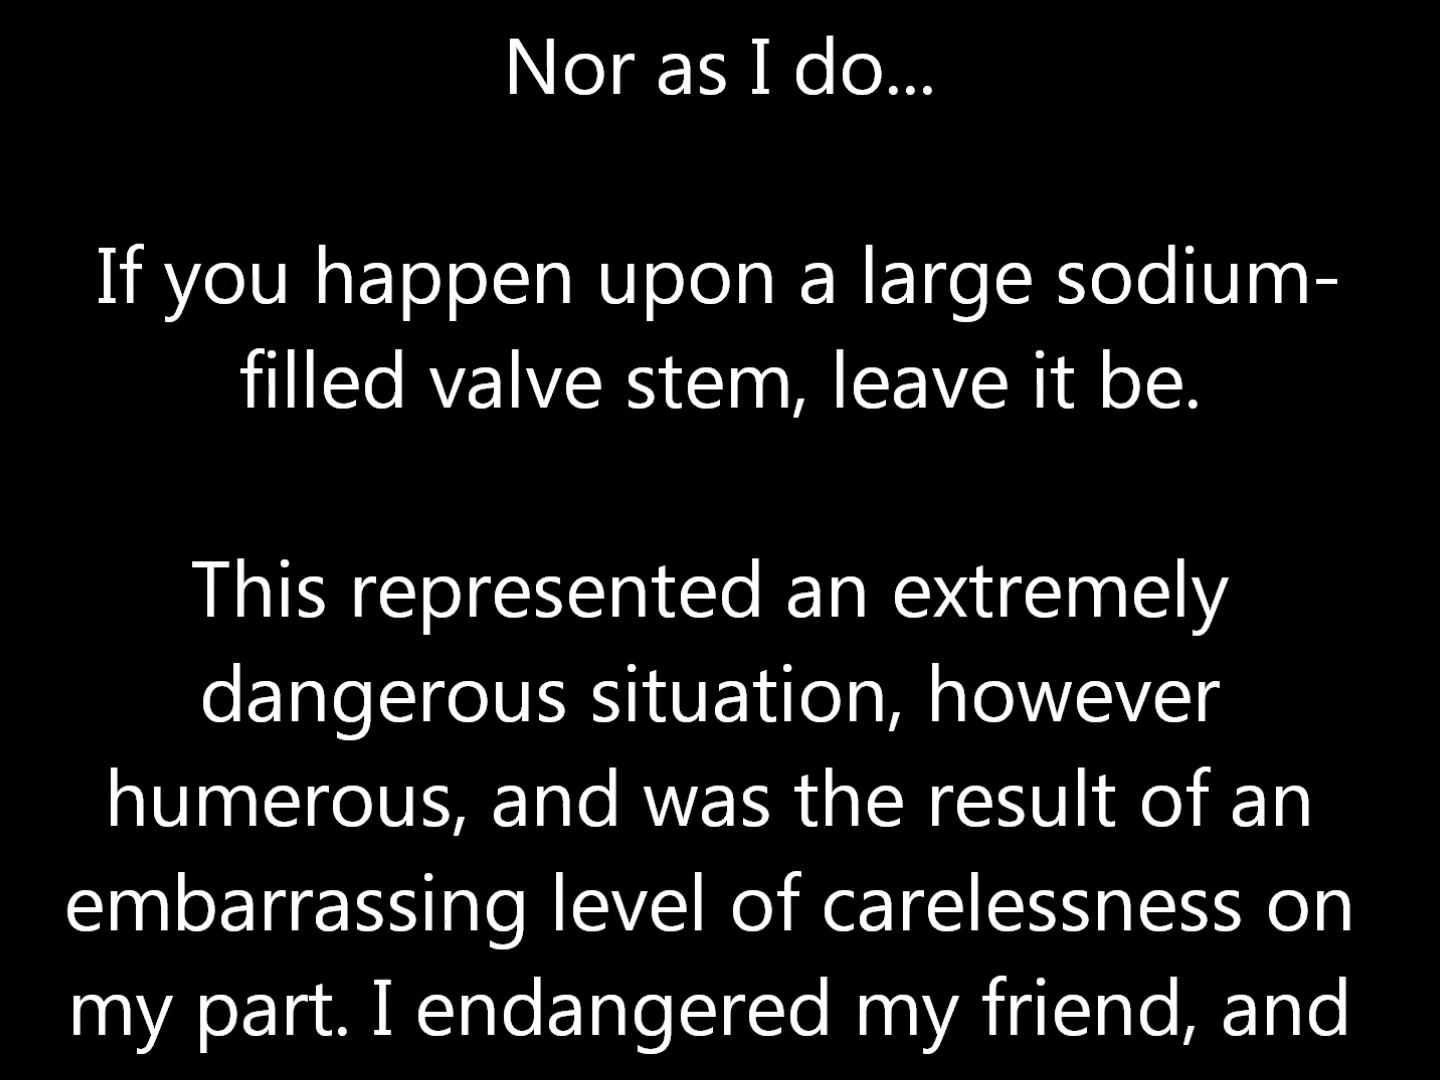 Nor as I do...
If you happen upon a large sodium-
filled valve stem, leave it be.
This represented an extremely
dangerous situation, however
humerous, and was the result of an
embarrassing level of carelessness on
my part. I endangered my friend, and